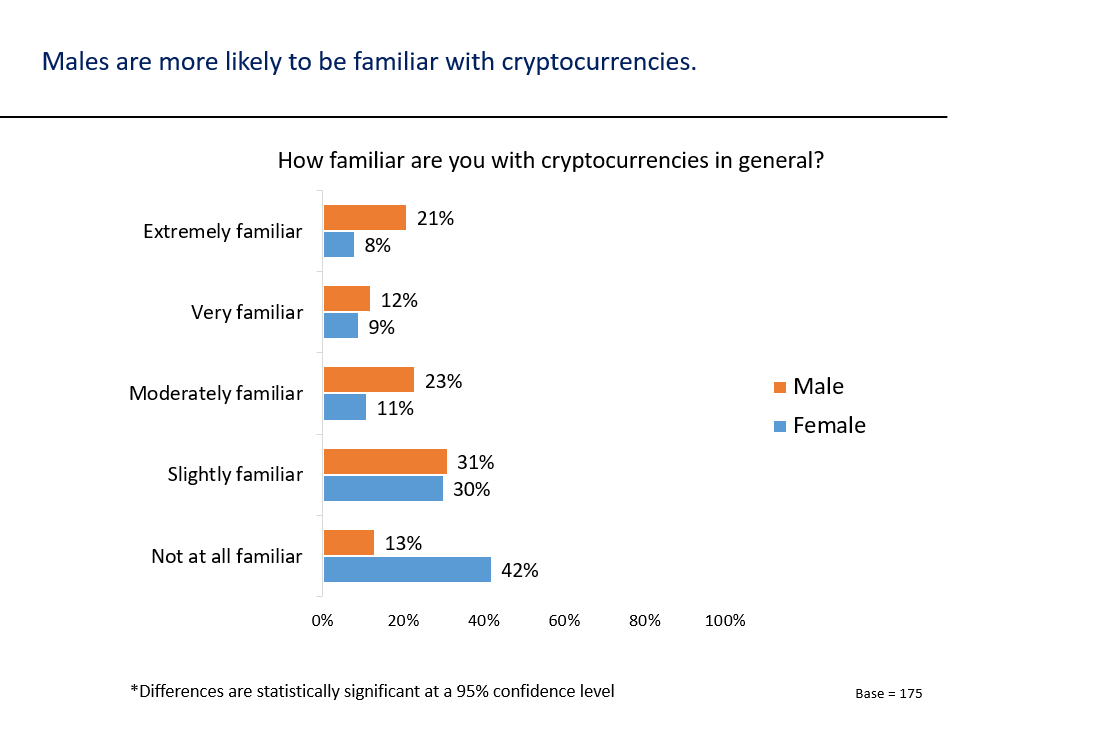 Males are more likely to be familiar with cryptocurrencies.
How familiar are you with cryptocurrencies in general?
Extremely familiar
21%
8%
Very familiar
12%
9%
Moderately familiar
23%
11%
Slightly familiar
31%
30%
Not at all familiar
13%
42%
0% 20% 40% 60% 80% 100%
Male
Female
*Differences are statistically significant at a 95% confidence level
Base = 175